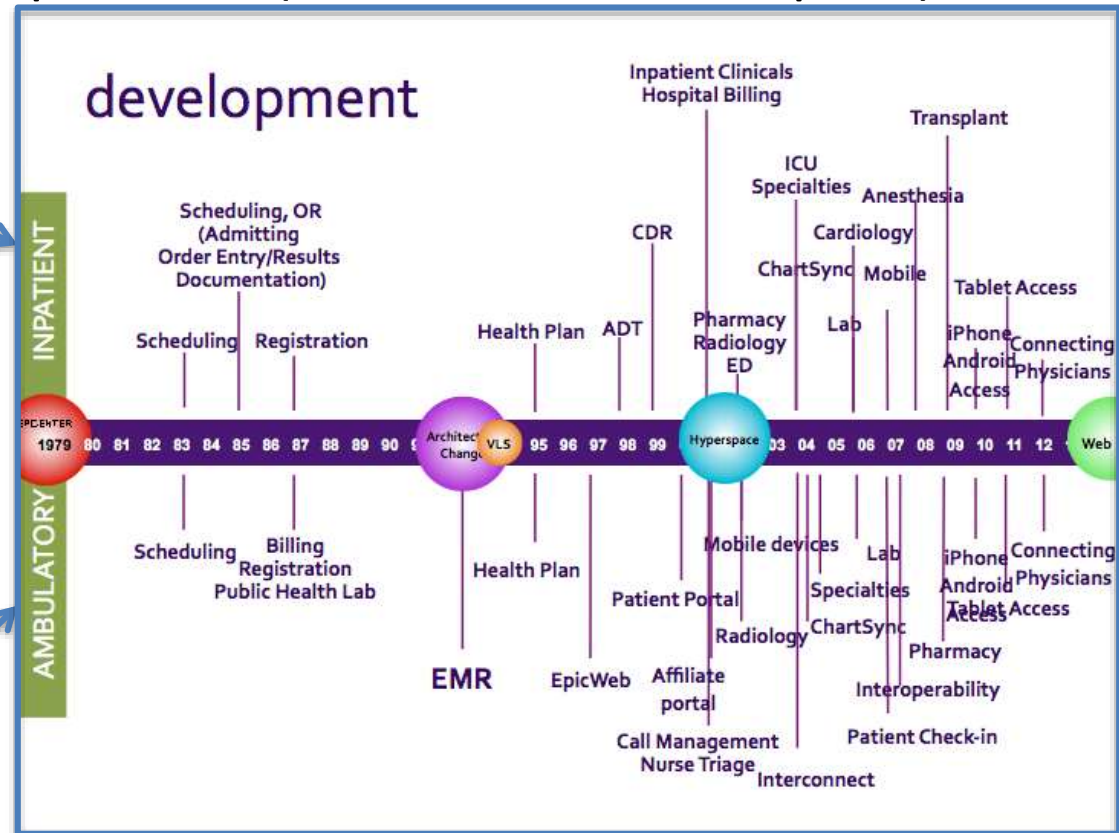 development
Inpatient Clinicals
Hospital Billing
Transplant
ICU
Specialties
Anesthesia
Scheduling, OR
(Admitting
Order Entry/Results
Documentation)
CDR
Cardiology
ChartSync
Mobile
Tablet Access
Scheduling
Registration
Health Plan
ADT
Pharmacy
Radiology
ED
Lab
iPhone
Android
Access
Connecting
Physicians
INPATIENT
EPICENTER
1979 80 81 82 83 84 85 86 87 88 89 90
Change
VLS
95 96 97 98 99
Hyperspace
03 04 05 06 07 08 09 10 11 12
Web
AMBULATORY
Scheduling
Billing
Registration
Public Health Lab
Health Plan
Patient Portal
Mobile devices
Lab
Specialties
ChartSync
iPhone
Android
Access
Tablet Access
Connecting
Physicians
Radiology
Pharmacy
EMR
EpicWeb
Affiliate
portal
Interoperability
Call Management
Nurse Triage
Patient Check-in
Interconnect